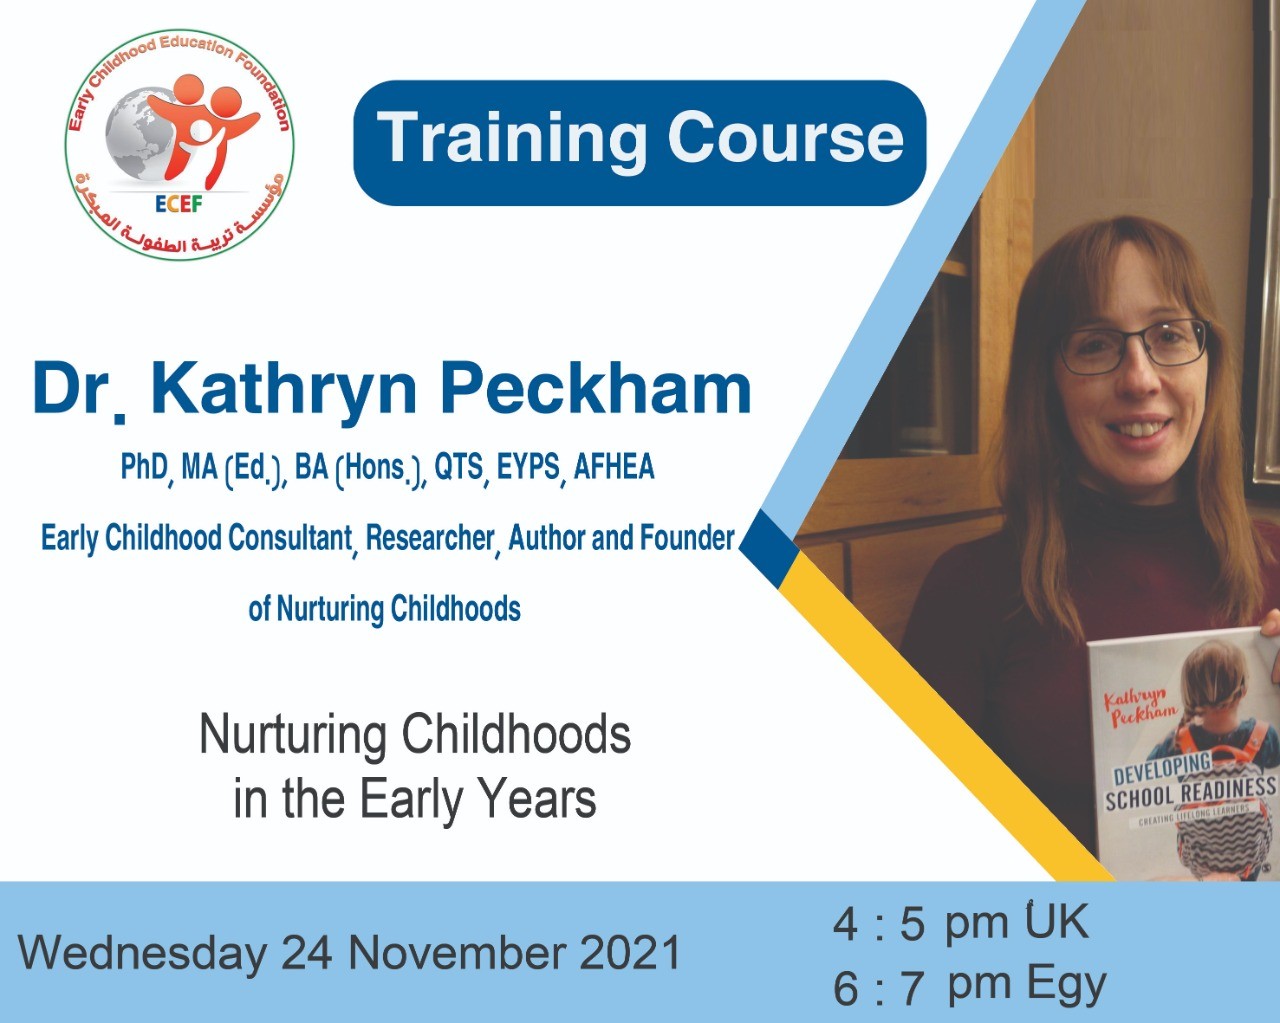 Early Childhood Education Foundation
ECEF
مؤسسة تربية الطفولة المبكرة
Training Course
Dr. Kathryn Peckham
PhD, MA (Ed.), BA (Hons.), QTS, EYPS, AFHEA
Early Childhood Consultant, Researcher, Author and Founder
of Nurturing Childhoods
Nurturing Childhoods
in the Early Years
Kathryn
Peckham
DEVELOPING
SCHOOL READINESS
CREATING LIFELONG LEARNERS
Wednesday 24 November 2021
4 : 5 pm UK
6 : 7 pm Egy